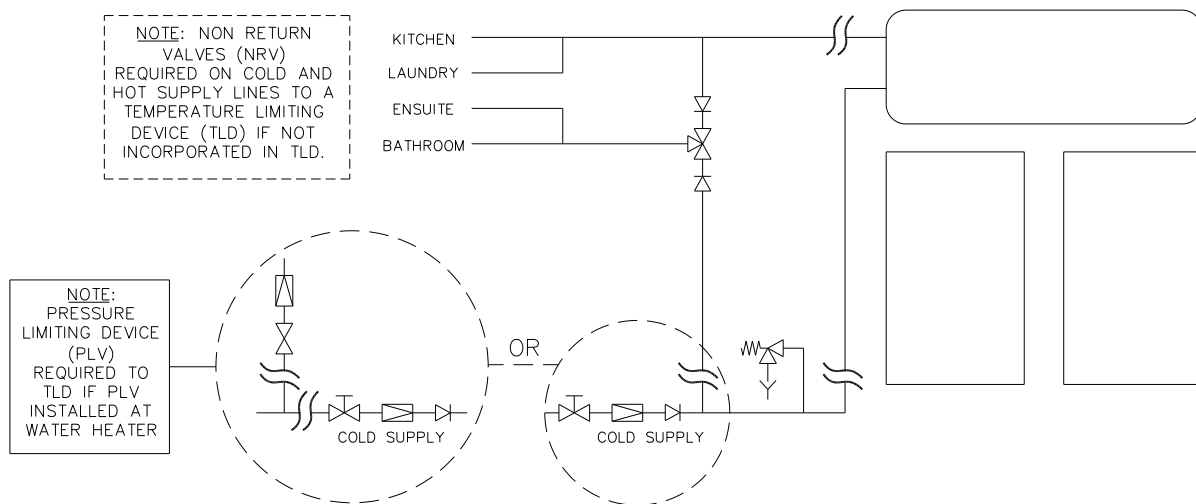 NOTE: NON RETURN
VALVES (NRV)
REQUIRED ON COLD AND
HOT SUPPLY LINES TO A
TEMPERATURE LIMITING
DEVICE (TLD) IF NOT
INCORPORATED IN TLD.
KITCHEN
LAUNDRY
ENSUITE
BATHROOM
NOTE:
PRESSURE
LIMITING DEVICE
(PLV)
REQUIRED TO
TLD IF PLV
INSTALLED AT
WATER HEATER
OR
COLD SUPPLY
COLD SUPPLY